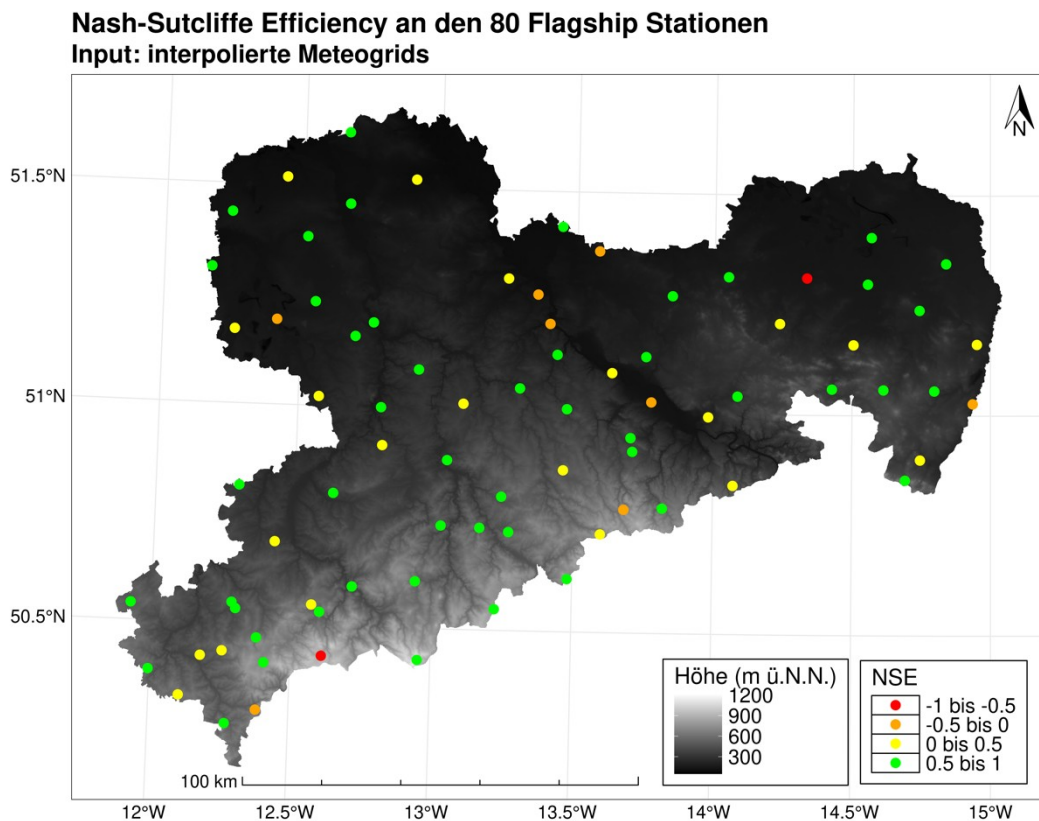 Nash-Sutcliffe Efficiency an den 80 Flagship Stationen
Input: interpolierte Meteogrids
N
51.5°N
51°N
50.5°N
Höhe (m ü.N.N.)
1200
900
600
300
NSE
-1 bis -0.5
-0.5 bis 0
0 bis 0.5
0.5 bis 1
100 km
12°W 12.5°W 13°W 13.5°W 14°W 14.5°W 15°W